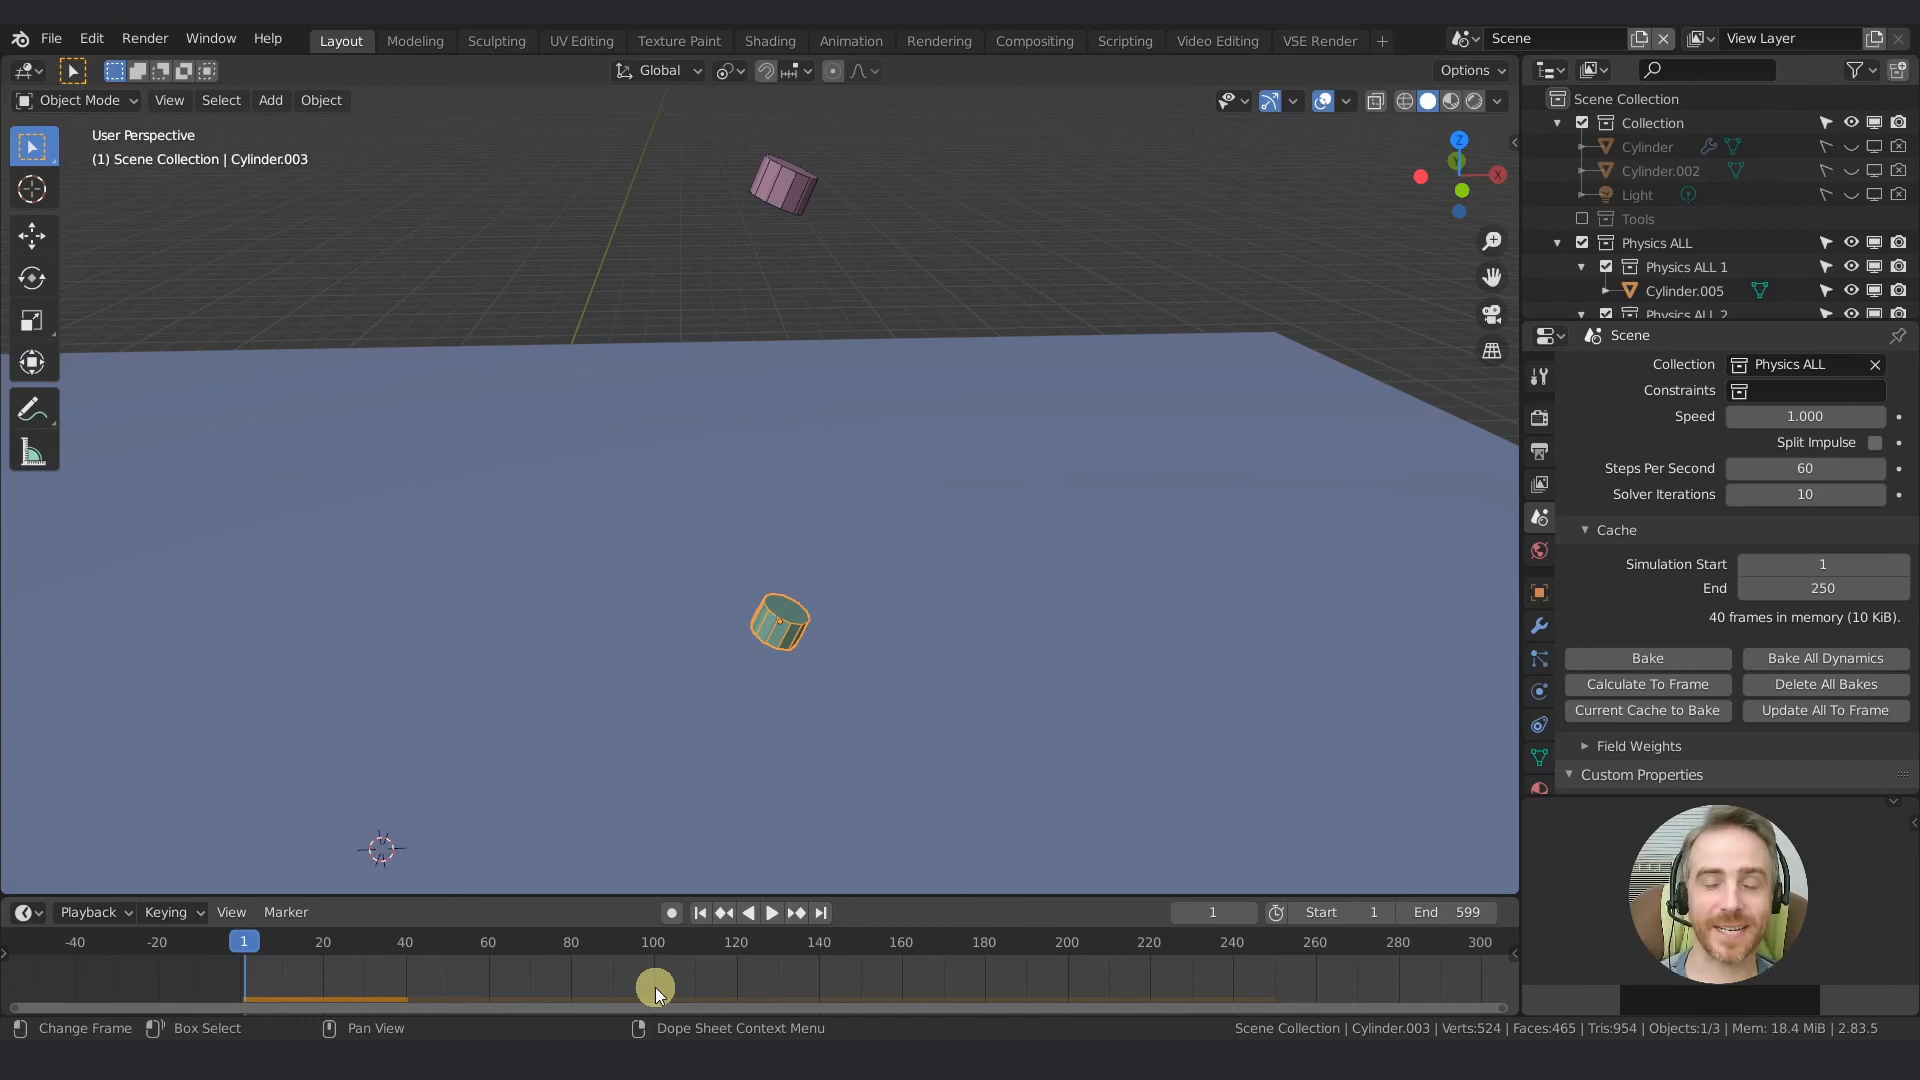 File Edit Render Window Help Layout Modeling Sculpting UV Editing Texture Paint Shading Animation Rendering Compositing Scripting Video Editing VSE Render + Scene View Layer
Global Options
Object Mode View Select Add Object
User Perspective
(1) Scene Collection | Cylinder.003
Z
Y
X
Scene Collection
Collection
Cylinder
Cylinder.002
Light
Tools
Physics ALL
Physics ALL 1
Cylinder.005
Physics ALL 2
Scene
Collection Physics ALL
Constraints
Speed 1.000
Split Impulse
Steps Per Second 60
Solver Iterations 10
Cache
Simulation Start 1
End 250
40 frames in memory (10 KiB).
Bake Bake All Dynamics
Calculate To Frame Delete All Bakes
Current Cache to Bake Update All To Frame
Field Weights
Custom Properties
Playback Keying View Marker 1 Start 1 End 599
-40 -20 1 20 40 60 80 100 120 140 160 180 200 220 240 260 280 300
Change Frame Box Select Pan View Dope Sheet Context Menu Scene Collection | Cylinder.003 | Verts:524 | Faces:465 | Tris:954 | Objects:1/3 | Mem: 18.4 MiB | 2.83.5